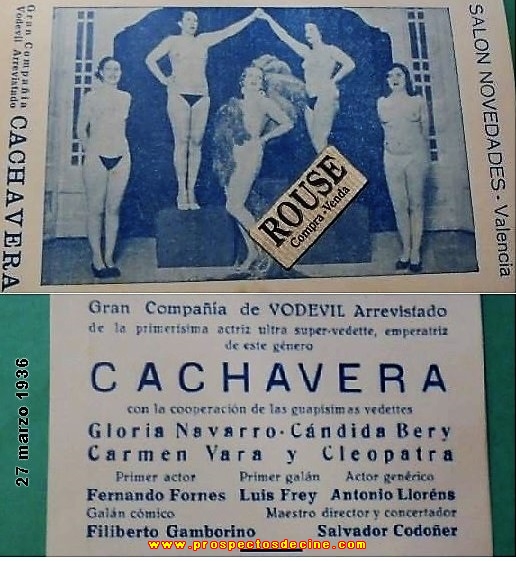 Gran Compañía
Vodevil Arrevistado
CACHAVERA
SALON NOVEDADES - Valencia
ROUSE
Compra-Venta
27 marzo 1936
Gran Compañía de VODEVIL Arrevistado
de la primerísima actriz ultra super-vedette, emperatriz
de este género
CACHAVERA
con la cooperación de las guapísimas vedettes
Gloria Navarro - Cándida Bery
Carmen Vara y Cleopatra
Primer actor Primer galán Actor genérico
Fernando Fornes Luis Frey Antonio Lloréns
Galán cómico Maestro director y concertador
Filiberto Gamborino Salvador Codoñer
www.prospectosdecine.com